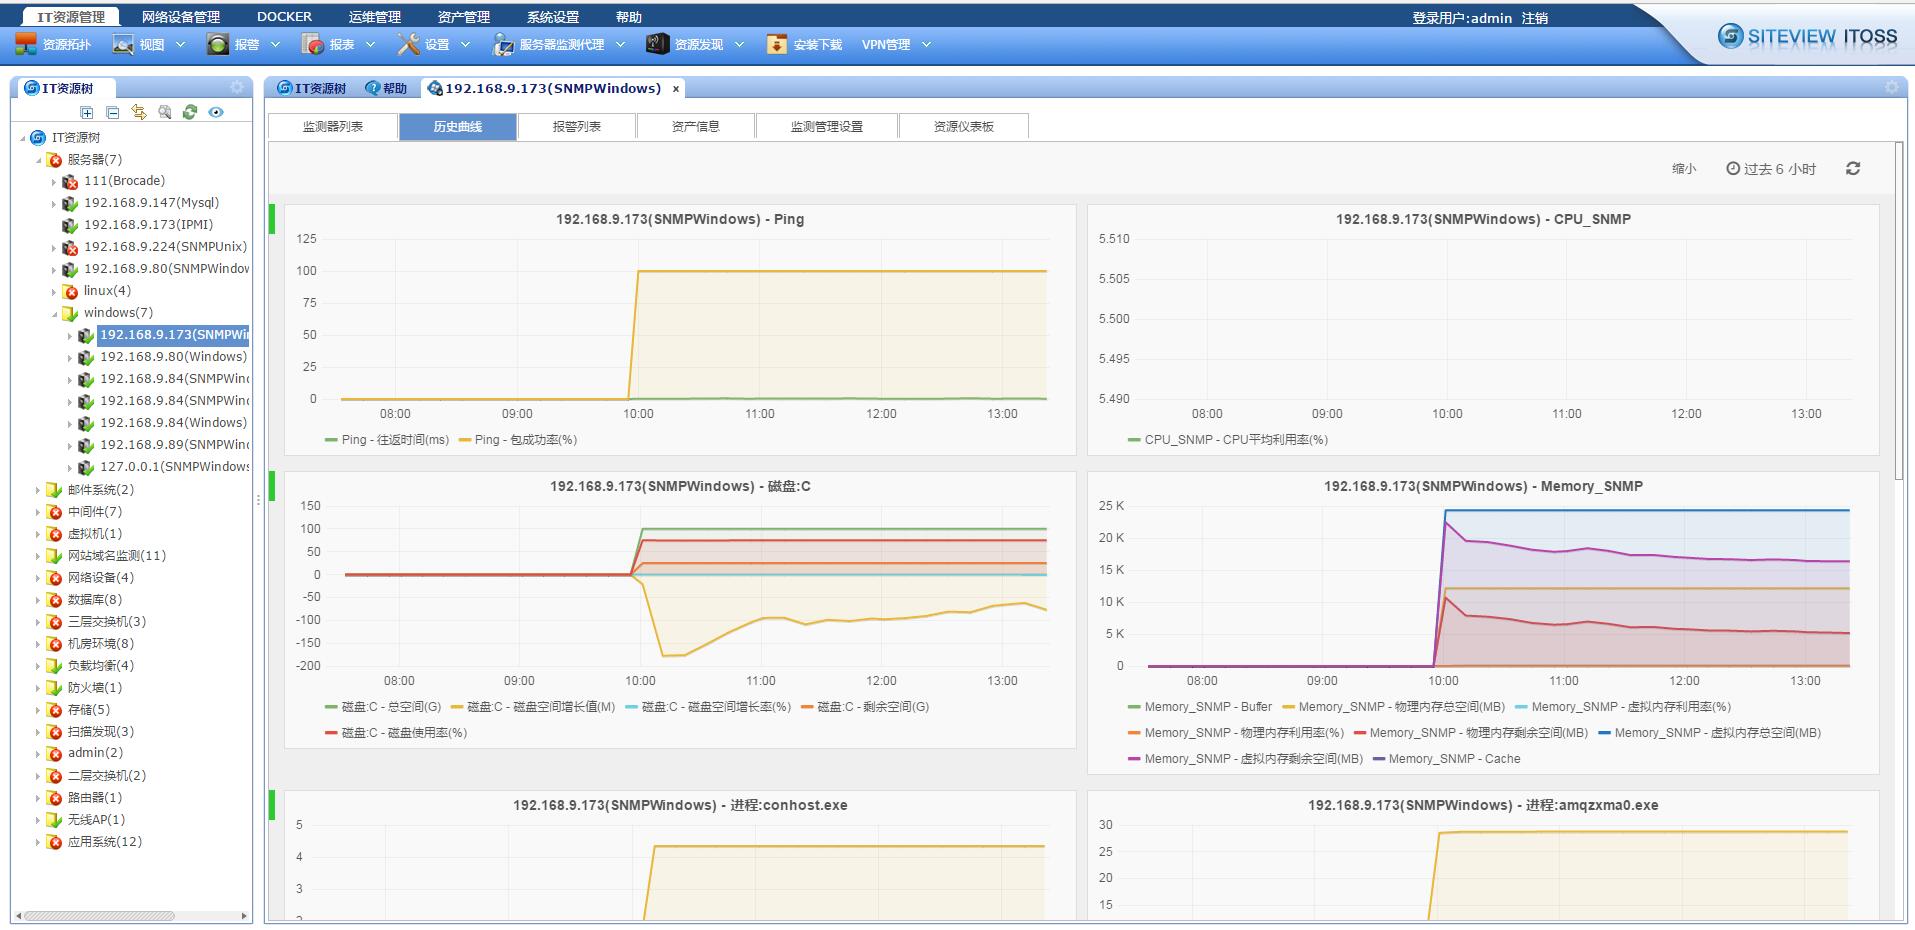 IT资源管理 网络设备管理 DOCKER 运维管理 资产管理 系统设置 帮助 登录用户:admin 注销
资源拓扑 视图 报警 报表 设置 服务器监测代理 资源发现 安装下载 VPN管理
SITEVIEW ITOSS
IT资源树
IT资源树
服务器(7)
111(Brocade)
192.168.9.147(Mysql)
192.168.9.173(IPMI)
192.168.9.224(SNMPUnix)
192.168.9.80(SNMPWindow
linux(4)
windows(7)
192.168.9.173(SNMPWi
192.168.9.80(Windows)
192.168.9.84(SNMPWin
192.168.9.84(SNMPWin
192.168.9.84(Windows)
192.168.9.89(SNMPWin
127.0.0.1(SNMPWindows
邮件系统(2)
中间件(7)
虚拟机(1)
网站域名监测(11)
网络设备(4)
数据库(8)
三层交换机(3)
机房环境(8)
负载均衡(4)
防火墙(1)
存储(5)
扫描发现(3)
admin(2)
二层交换机(2)
路由器(1)
无线AP(1)
应用系统(12)
IT资源树 帮助 192.168.9.173(SNMPWindows) x
监测器列表 历史曲线 报警列表 资产信息 监测管理设置 资源仪表板
缩小 过去 6 小时
192.168.9.173(SNMPWindows) - Ping
125
100
75
50
25
0
08:00 09:00 10:00 11:00 12:00 13:00
Ping - 往返时间(ms) Ping - 包成功率(%)
192.168.9.173(SNMPWindows) - CPU_SNMP
5.510
5.505
5.500
5.495
5.490
08:00 09:00 10:00 11:00 12:00 13:00
CPU_SNMP - CPU平均利用率(%)
192.168.9.173(SNMPWindows) - 磁盘:C
150
100
50
0
-50
-100
-150
-200
08:00 09:00 10:00 11:00 12:00 13:00
磁盘:C - 总空间(G) 磁盘:C - 磁盘空间增长值(M) 磁盘:C - 磁盘空间增长率(%) 磁盘:C - 剩余空间(G)
磁盘:C - 磁盘使用率(%)
192.168.9.173(SNMPWindows) - Memory_SNMP
25 K
20 K
15 K
10 K
5 K
0
08:00 09:00 10:00 11:00 12:00 13:00
Memory_SNMP - Buffer Memory_SNMP - 物理内存总空间(MB) Memory_SNMP - 虚拟内存利用率(%)
Memory_SNMP - 物理内存利用率(%) Memory_SNMP - 物理内存剩余空间(MB) Memory_SNMP - 虚拟内存总空间(MB)
Memory_SNMP - 虚拟内存剩余空间(MB) Memory_SNMP - Cache
192.168.9.173(SNMPWindows) - 进程:conhost.exe
5
4
3
2
192.168.9.173(SNMPWindows) - 进程:amqzxma0.exe
30
25
20
15